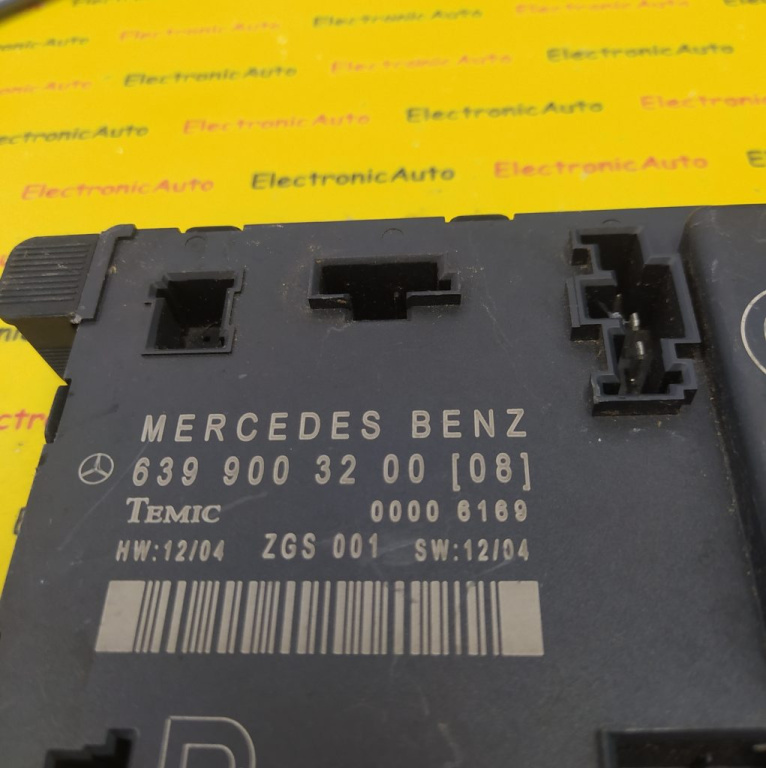 ElectronicAuto
ElectronicAuto ElectronicAuto
ElectronicAuto ElectronicAuto
ElectronicAuto ElectronicAuto ElectronicAuto
ElectronicAuto ElectronicAuto
MERCEDES BENZ
639 900 32 00 [08]
TEMIC 0000 6169
HW:12/04 ZGS 001 SW:12/04